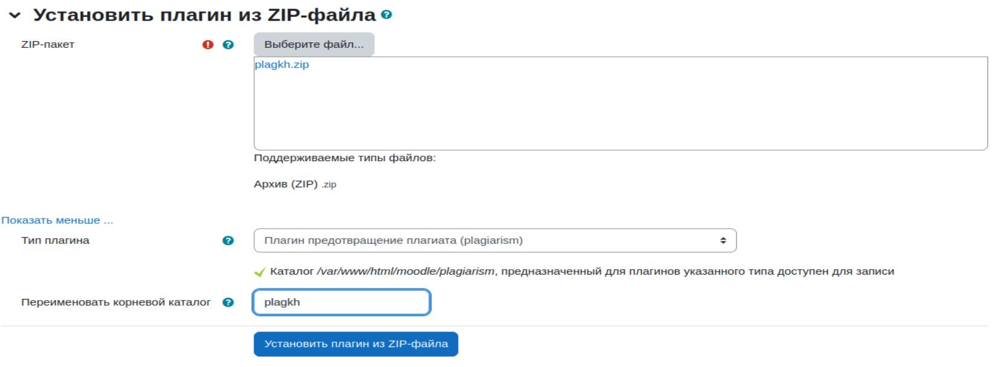 Установить плагин из ZIP-файла
ZIP-пакет
Выберите файл...
plagkh.zip
Поддерживаемые типы файлов:
Архив (ZIP) .zip
Показать меньше ...
Тип плагина
Плагин предотвращение плагиата (plagiarism)
Каталог /var/www/html/moodle/plagiarism, предназначенный для плагинов указанного типа доступен для записи
Переименовать корневой каталог
plagkh
Установить плагин из ZIP-файла